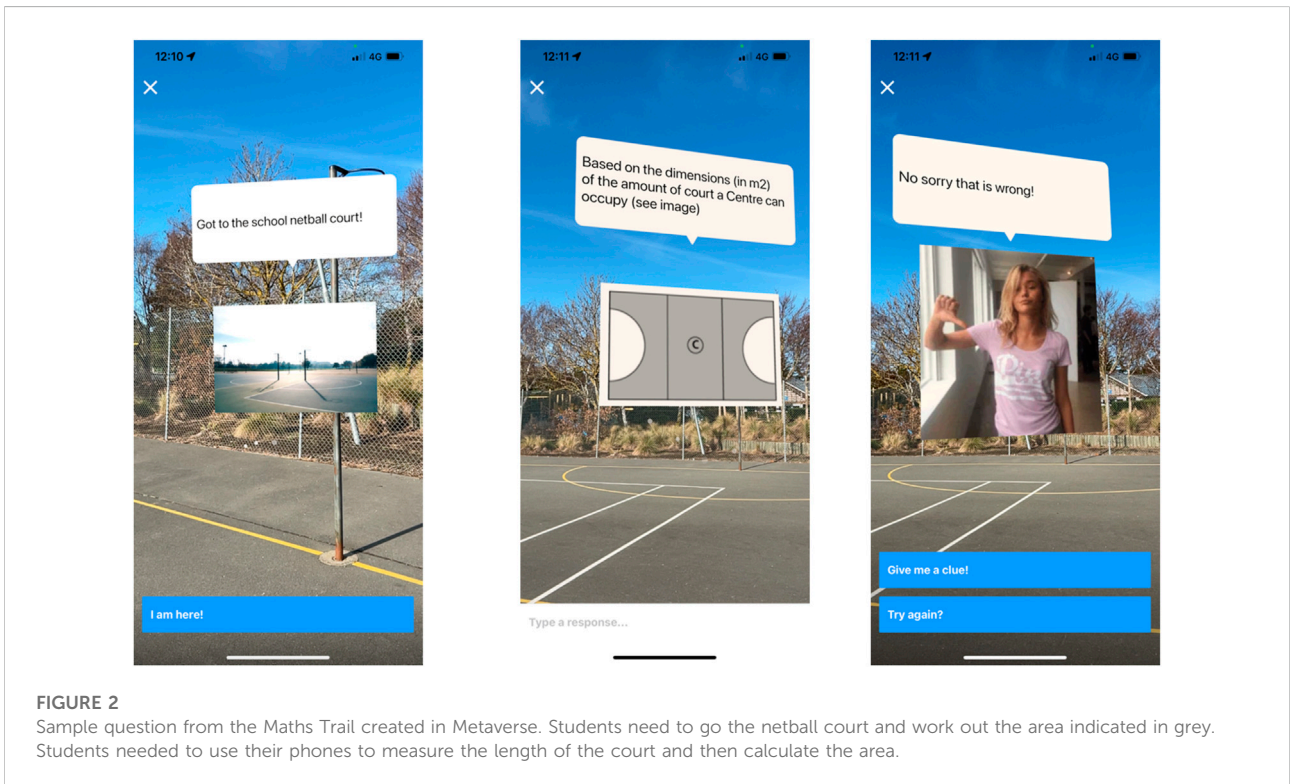 12:10
4G
Got to the school netball court!
I am here!
12:11
4G
Based on the dimensions (in m2)
of the amount of court a Centre can
occupy (see image)
C
Type a response...
12:11
4G
No sorry that is wrong!
Give me a clue!
Try again?
FIGURE 2
Sample question from the Maths Trail created in Metaverse. Students need to go the netball court and work out the area indicated in grey.
Students needed to use their phones to measure the length of the court and then calculate the area.